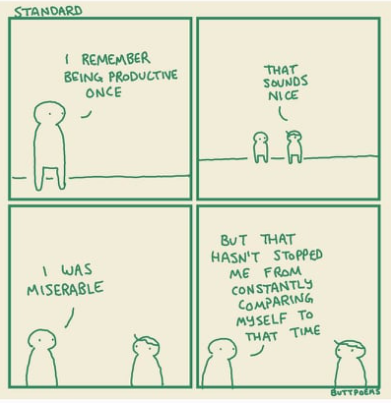 STANDARD
I REMEMBER
BEING PRODUCTIVE
ONCE
THAT
SOUNDS
NICE
I WAS
MISERABLE
BUT THAT
HASN'T STOPPED
ME FROM
CONSTANTLY
COMPARING
MYSELF TO
THAT TIME
BUTTPOEMS